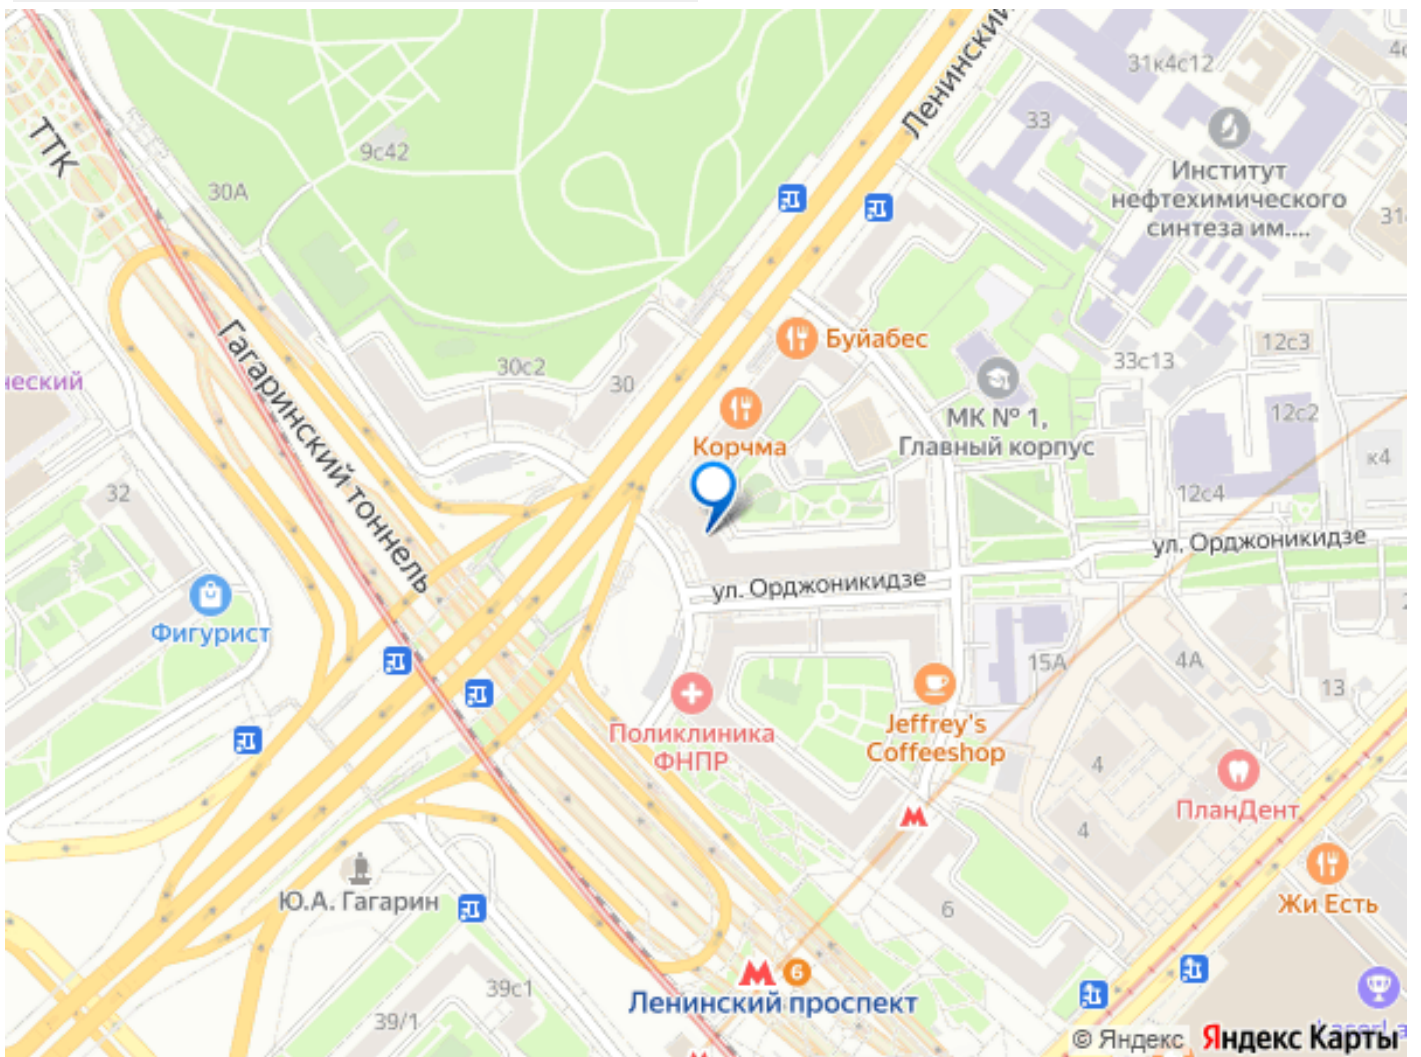 Ленинский
31к4с12
33
ТТК
9с42
30А
Институт
нефтехимического
синтеза им....
Гагаринский тоннель
30с2
30
Буйабес
12с3
33с13
МК № 1,
Главный корпус
12с2
Корчма
к4
32
12с4
ул. Орджоникидзе
ул. Орджоникидзе
Фигурист
15А
4А
13
Поликлиника
ФНПР
Jeffrey's
Coffeeshop
4
ПланДент
4
Ю.А. Гагарин
6
Жи Есть
6
Ленинский проспект
39с1
39/1
© Яндекс
Яндекс Карты